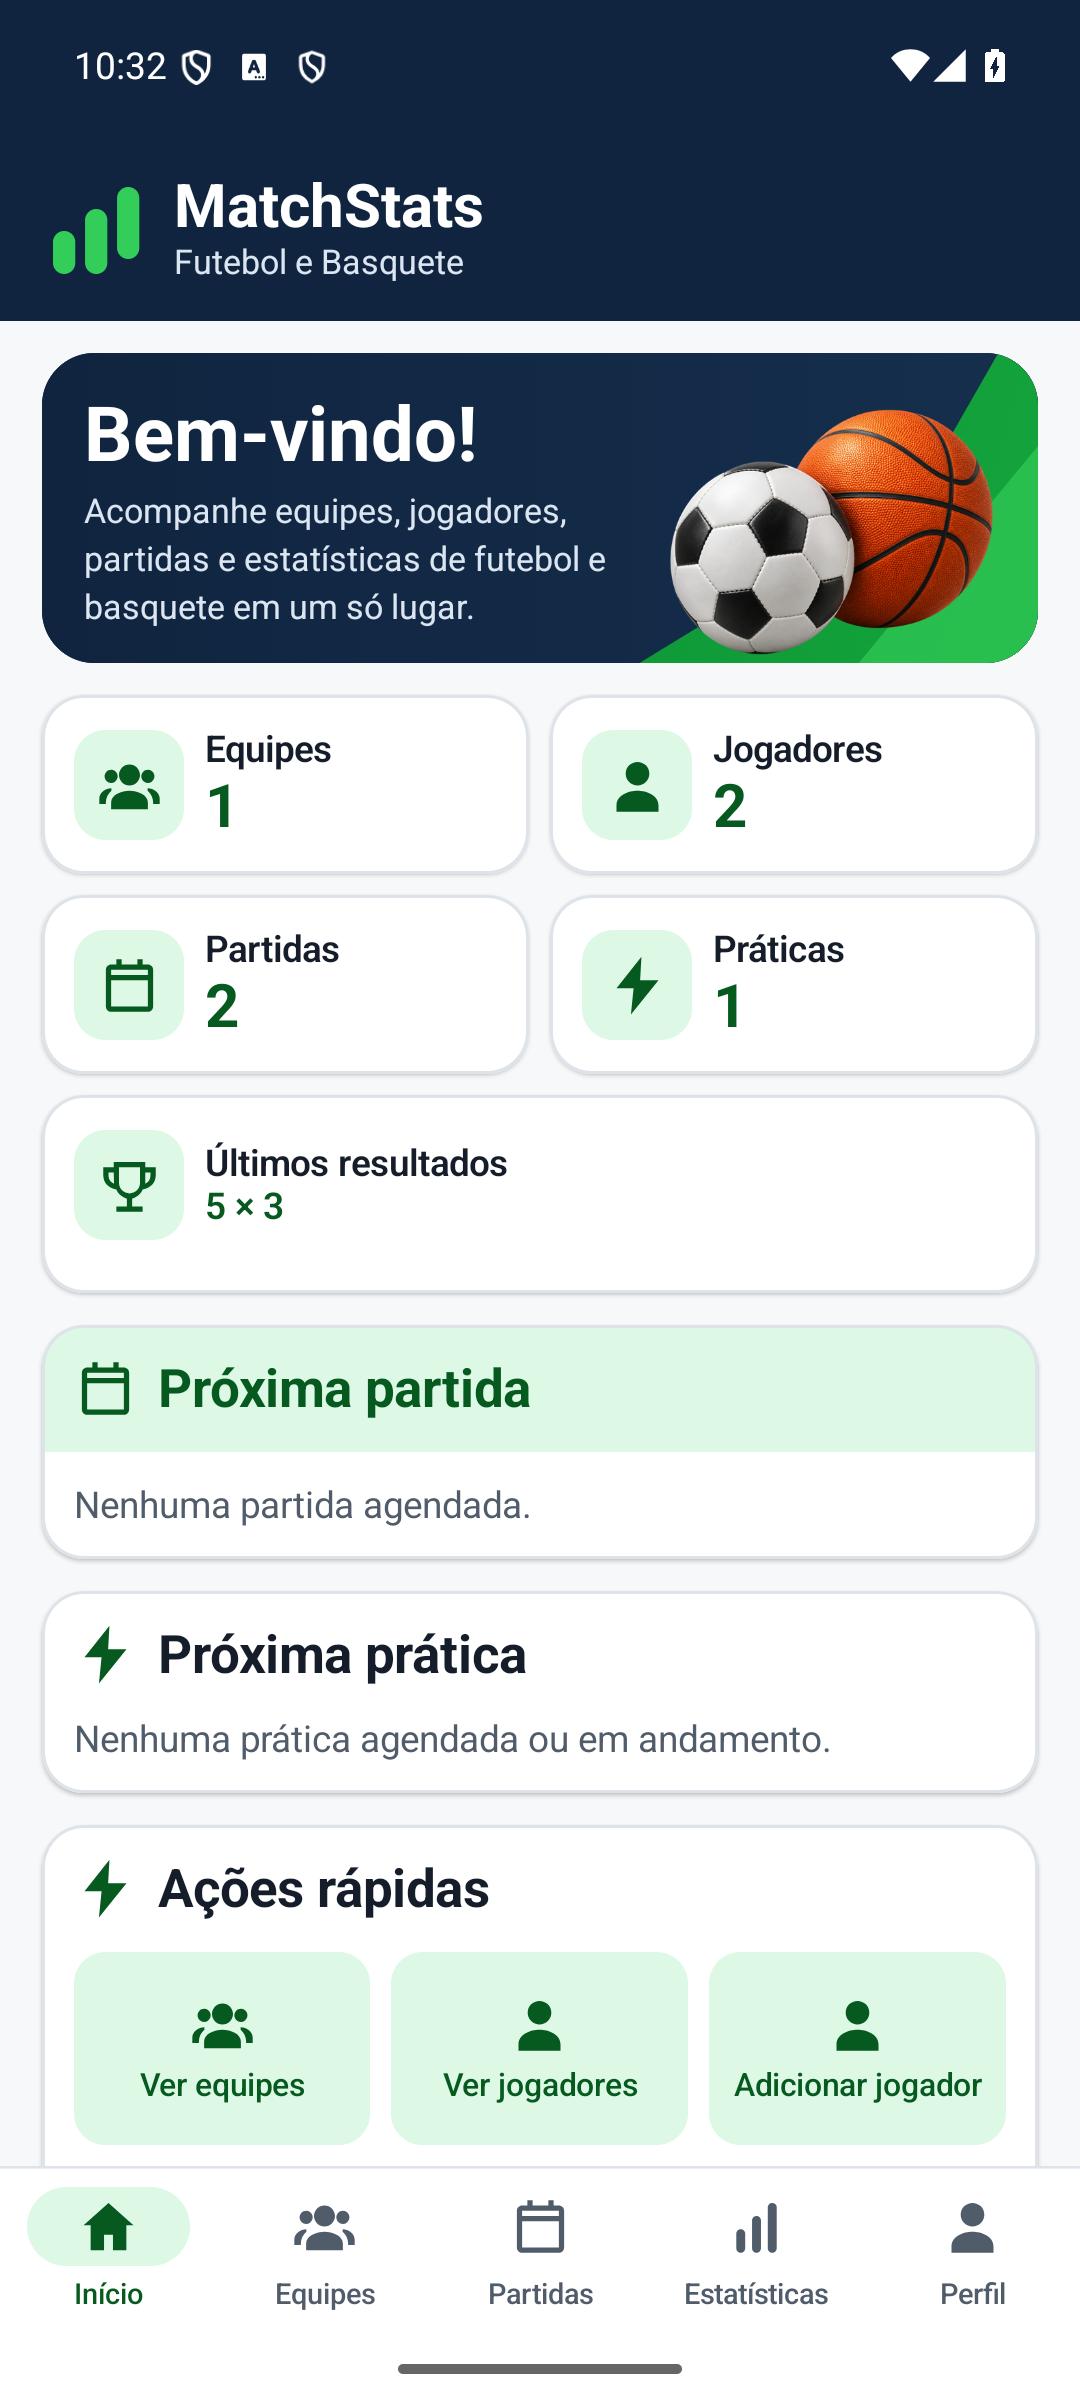 10:32
MatchStats
Futebol e Basquete
Bem-vindo!
Acompanhe equipes, jogadores,
partidas e estatísticas de futebol e
basquete em um só lugar.
Equipes
1
Jogadores
2
Partidas
2
Práticas
1
Últimos resultados
5 × 3
Próxima partida
Nenhuma partida agendada.
Próxima prática
Nenhuma prática agendada ou em andamento.
Ações rápidas
Ver equipes
Ver jogadores
Adicionar jogador
Início
Equipes
Partidas
Estatísticas
Perfil